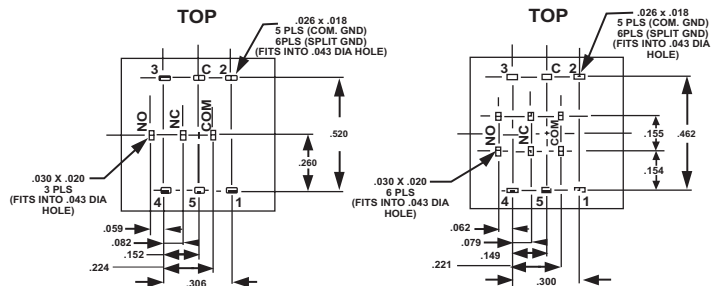 TOP
.026 x .018
5 PLS (COM. GND)
6PLS (SPLIT GND)
(FITS INTO .043 DIA HOLE)
3 C 2
NO
NC
COM
.520
.260
.030 X .020
3 PLS
(FITS INTO .043 DIA
HOLE)
4 5 1
.059
.082
.152
.224
.306
TOP
.026 x .018
5 PLS (COM. GND)
6PLS (SPLIT GND)
(FITS INTO .043 DIA
HOLE)
3 C 2
NO
NC
COM
.155
.462
.154
.030 X .020
6 PLS
(FITS INTO .043 DIA
HOLE)
4 5 1
.062
.079
.149
.221
.300